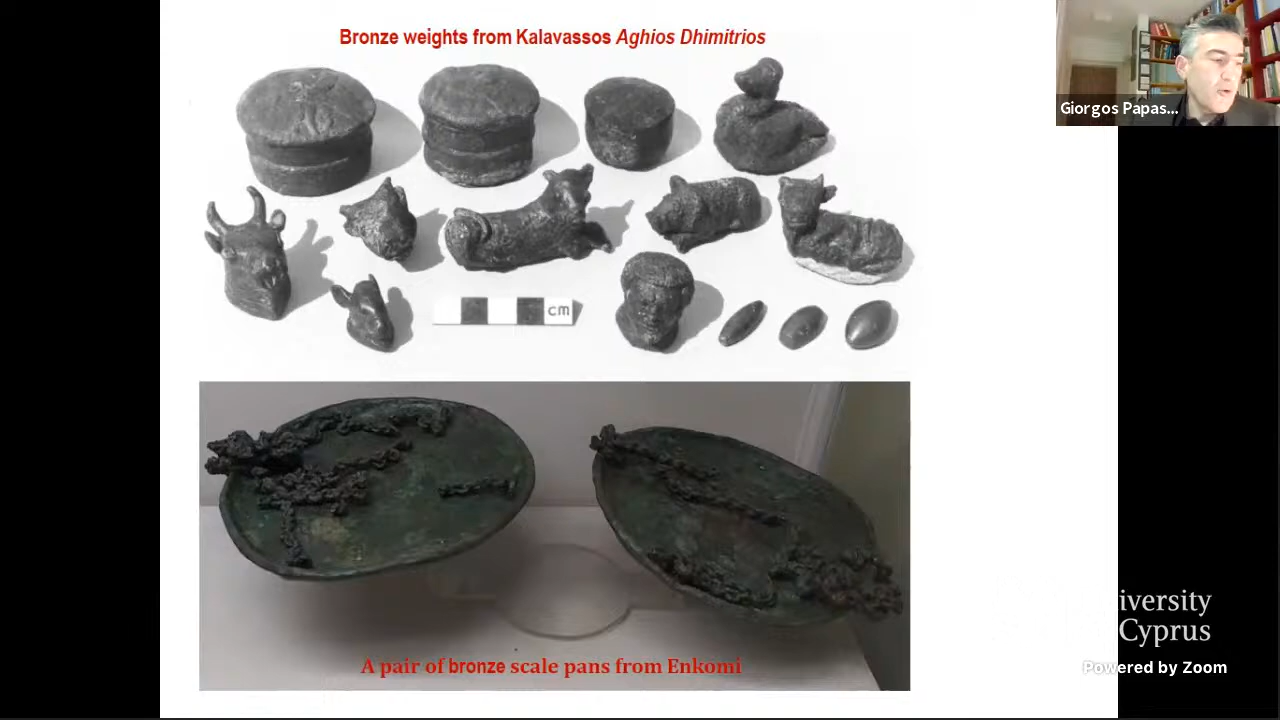 Bronze weights from Kalavassos Aghios Dhimitrios
Giorgos Papas...
cm
A pair of bronze scale pans from Enkomi
iversity
Cyprus
Powered by Zoom